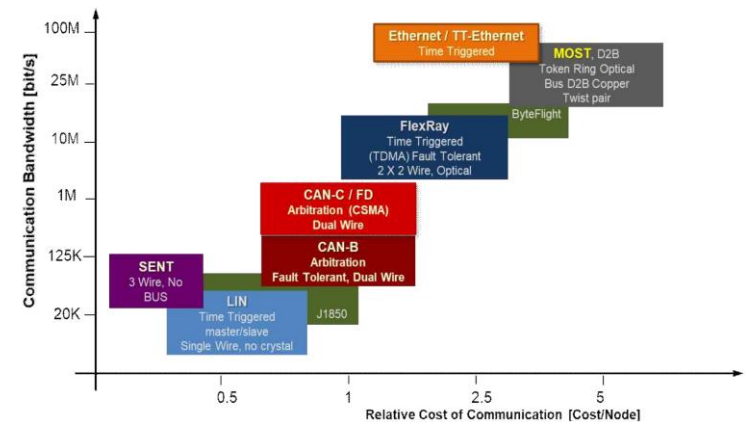 Communication Bandwidth [bit/s]
100M
25M
10M
1M
125K
20K
Ethernet / TT-Ethernet
Time Triggered
MOST, D2B
Token Ring Optical
Bus D2B Copper
Twist pair
ByteFlight
FlexRay
Time Triggered
(TDMA) Fault Tolerant
2 X 2 Wire, Optical
CAN-C / FD
Arbitration (CSMA)
Dual Wire
CAN-B
Arbitration
Fault Tolerant, Dual Wire
SENT
3 Wire, No
BUS
LIN
Time Triggered
master/slave
Single Wire, no crystal
J1850
0.5
1
2.5
5
Relative Cost of Communication [Cost/Node]